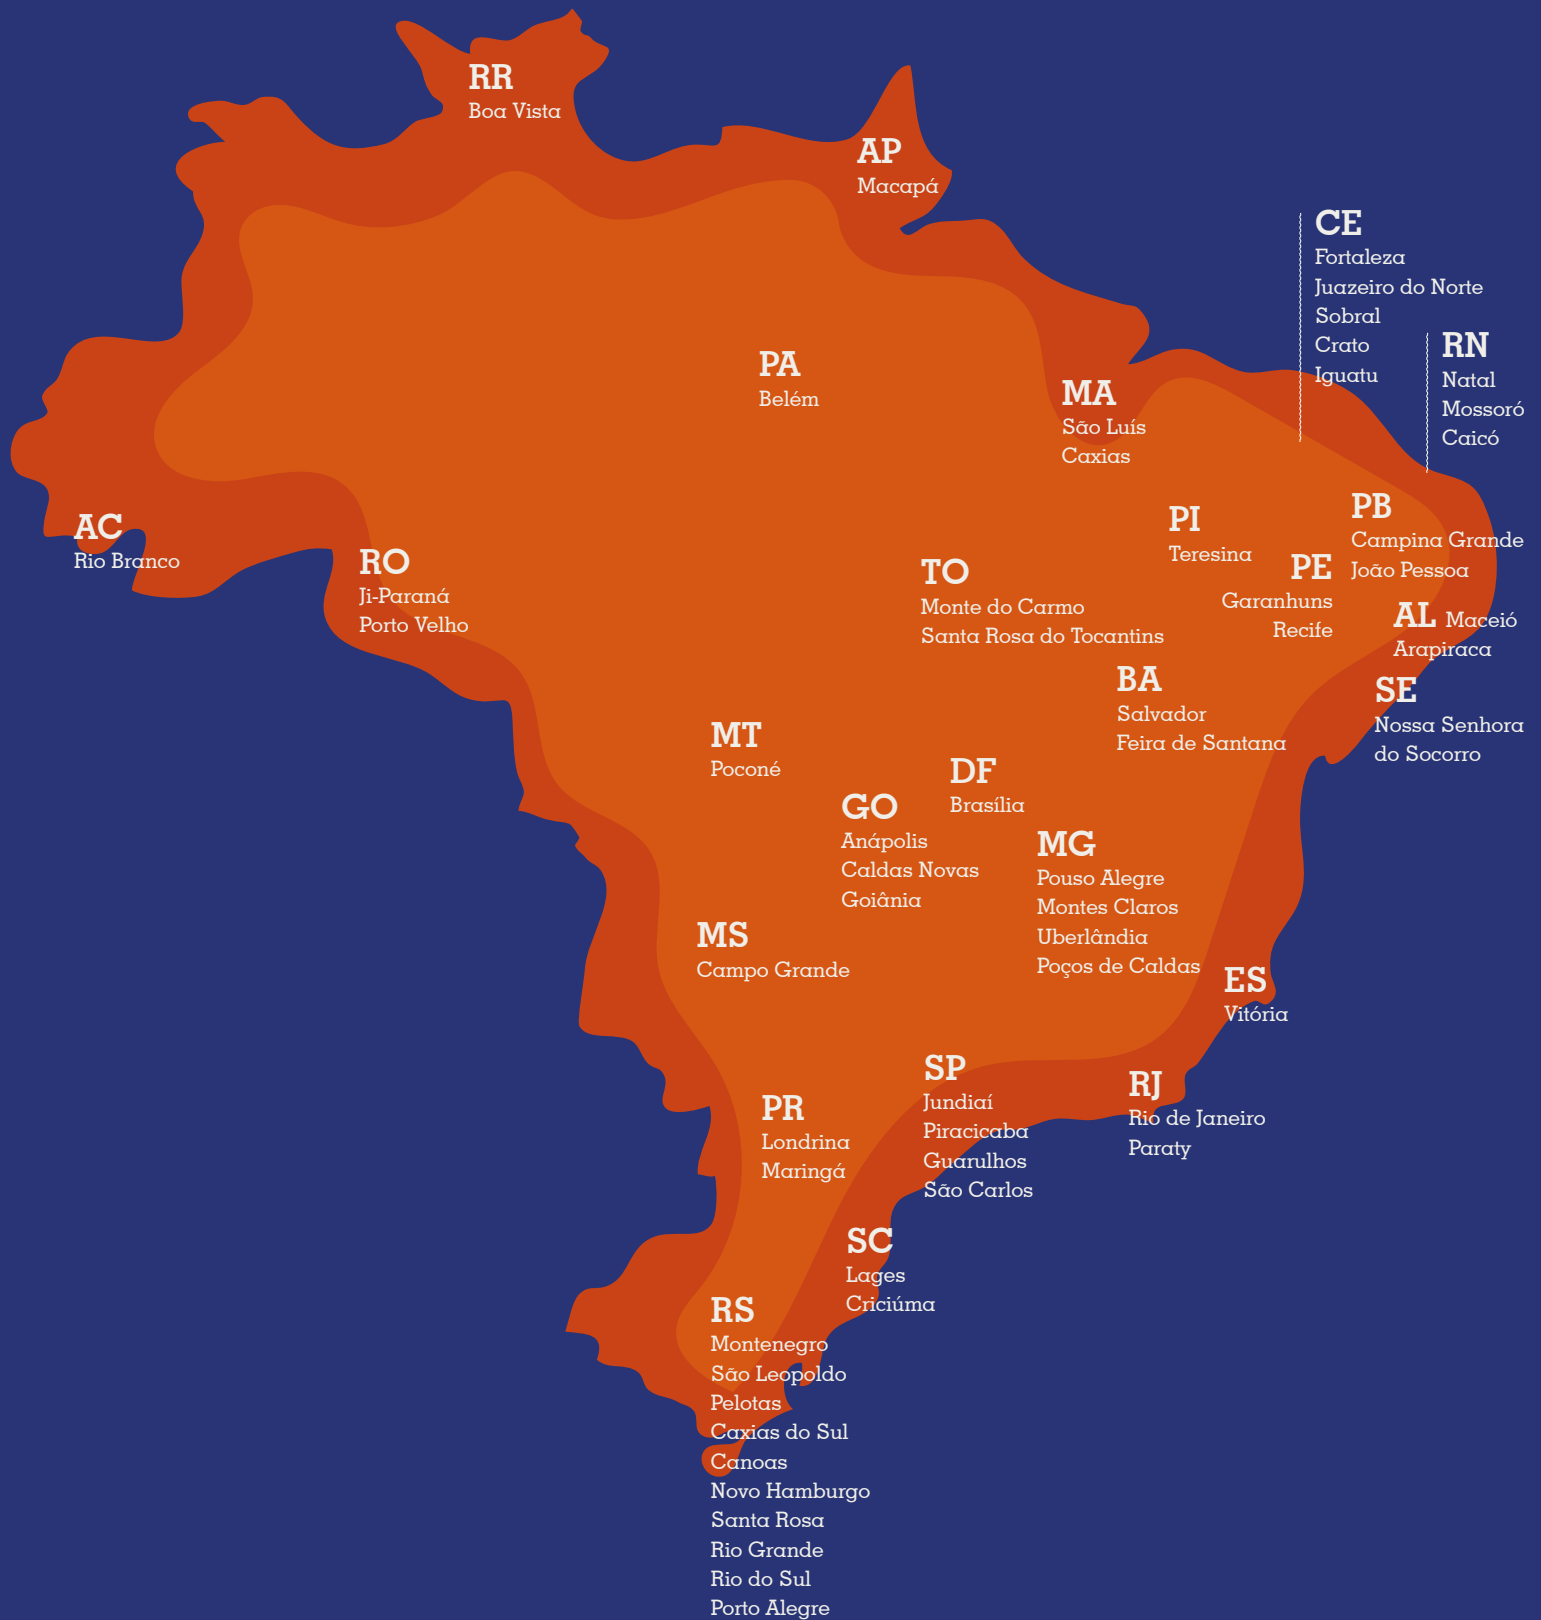 RR
Boa Vista
AP
Macapá
CE
Fortaleza
Juazeiro do Norte
Sobral
Crato
Iguatu
RN
Natal
Mossoró
Caicó
PA
Belém
MA
São Luís
Caxias
AC
Rio Branco
RO
Ji-Paraná
Porto Velho
TO
Monte do Carmo
Santa Rosa do Tocantins
PI
Teresina
PB
Campina Grande
João Pessoa
PE
Garanhuns
Recife
AL Maceió
Arapiraca
SE
Nossa Senhora
do Socorro
BA
Salvador
Feira de Santana
MT
Poconé
DF
Brasília
GO
Anápolis
Caldas Novas
Goiânia
MG
Pouso Alegre
Montes Claros
Uberlândia
Poços de Caldas
MS
Campo Grande
ES
Vitória
SP
Jundiaí
Piracicaba
Guarulhos
São Carlos
RJ
Rio de Janeiro
Paraty
PR
Londrina
Maringá
SC
Lages
Criciúma
RS
Montenegro
São Leopoldo
Pelotas
Caxias do Sul
Canoas
Novo Hamburgo
Santa Rosa
Rio Grande
Rio do Sul
Porto Alegre